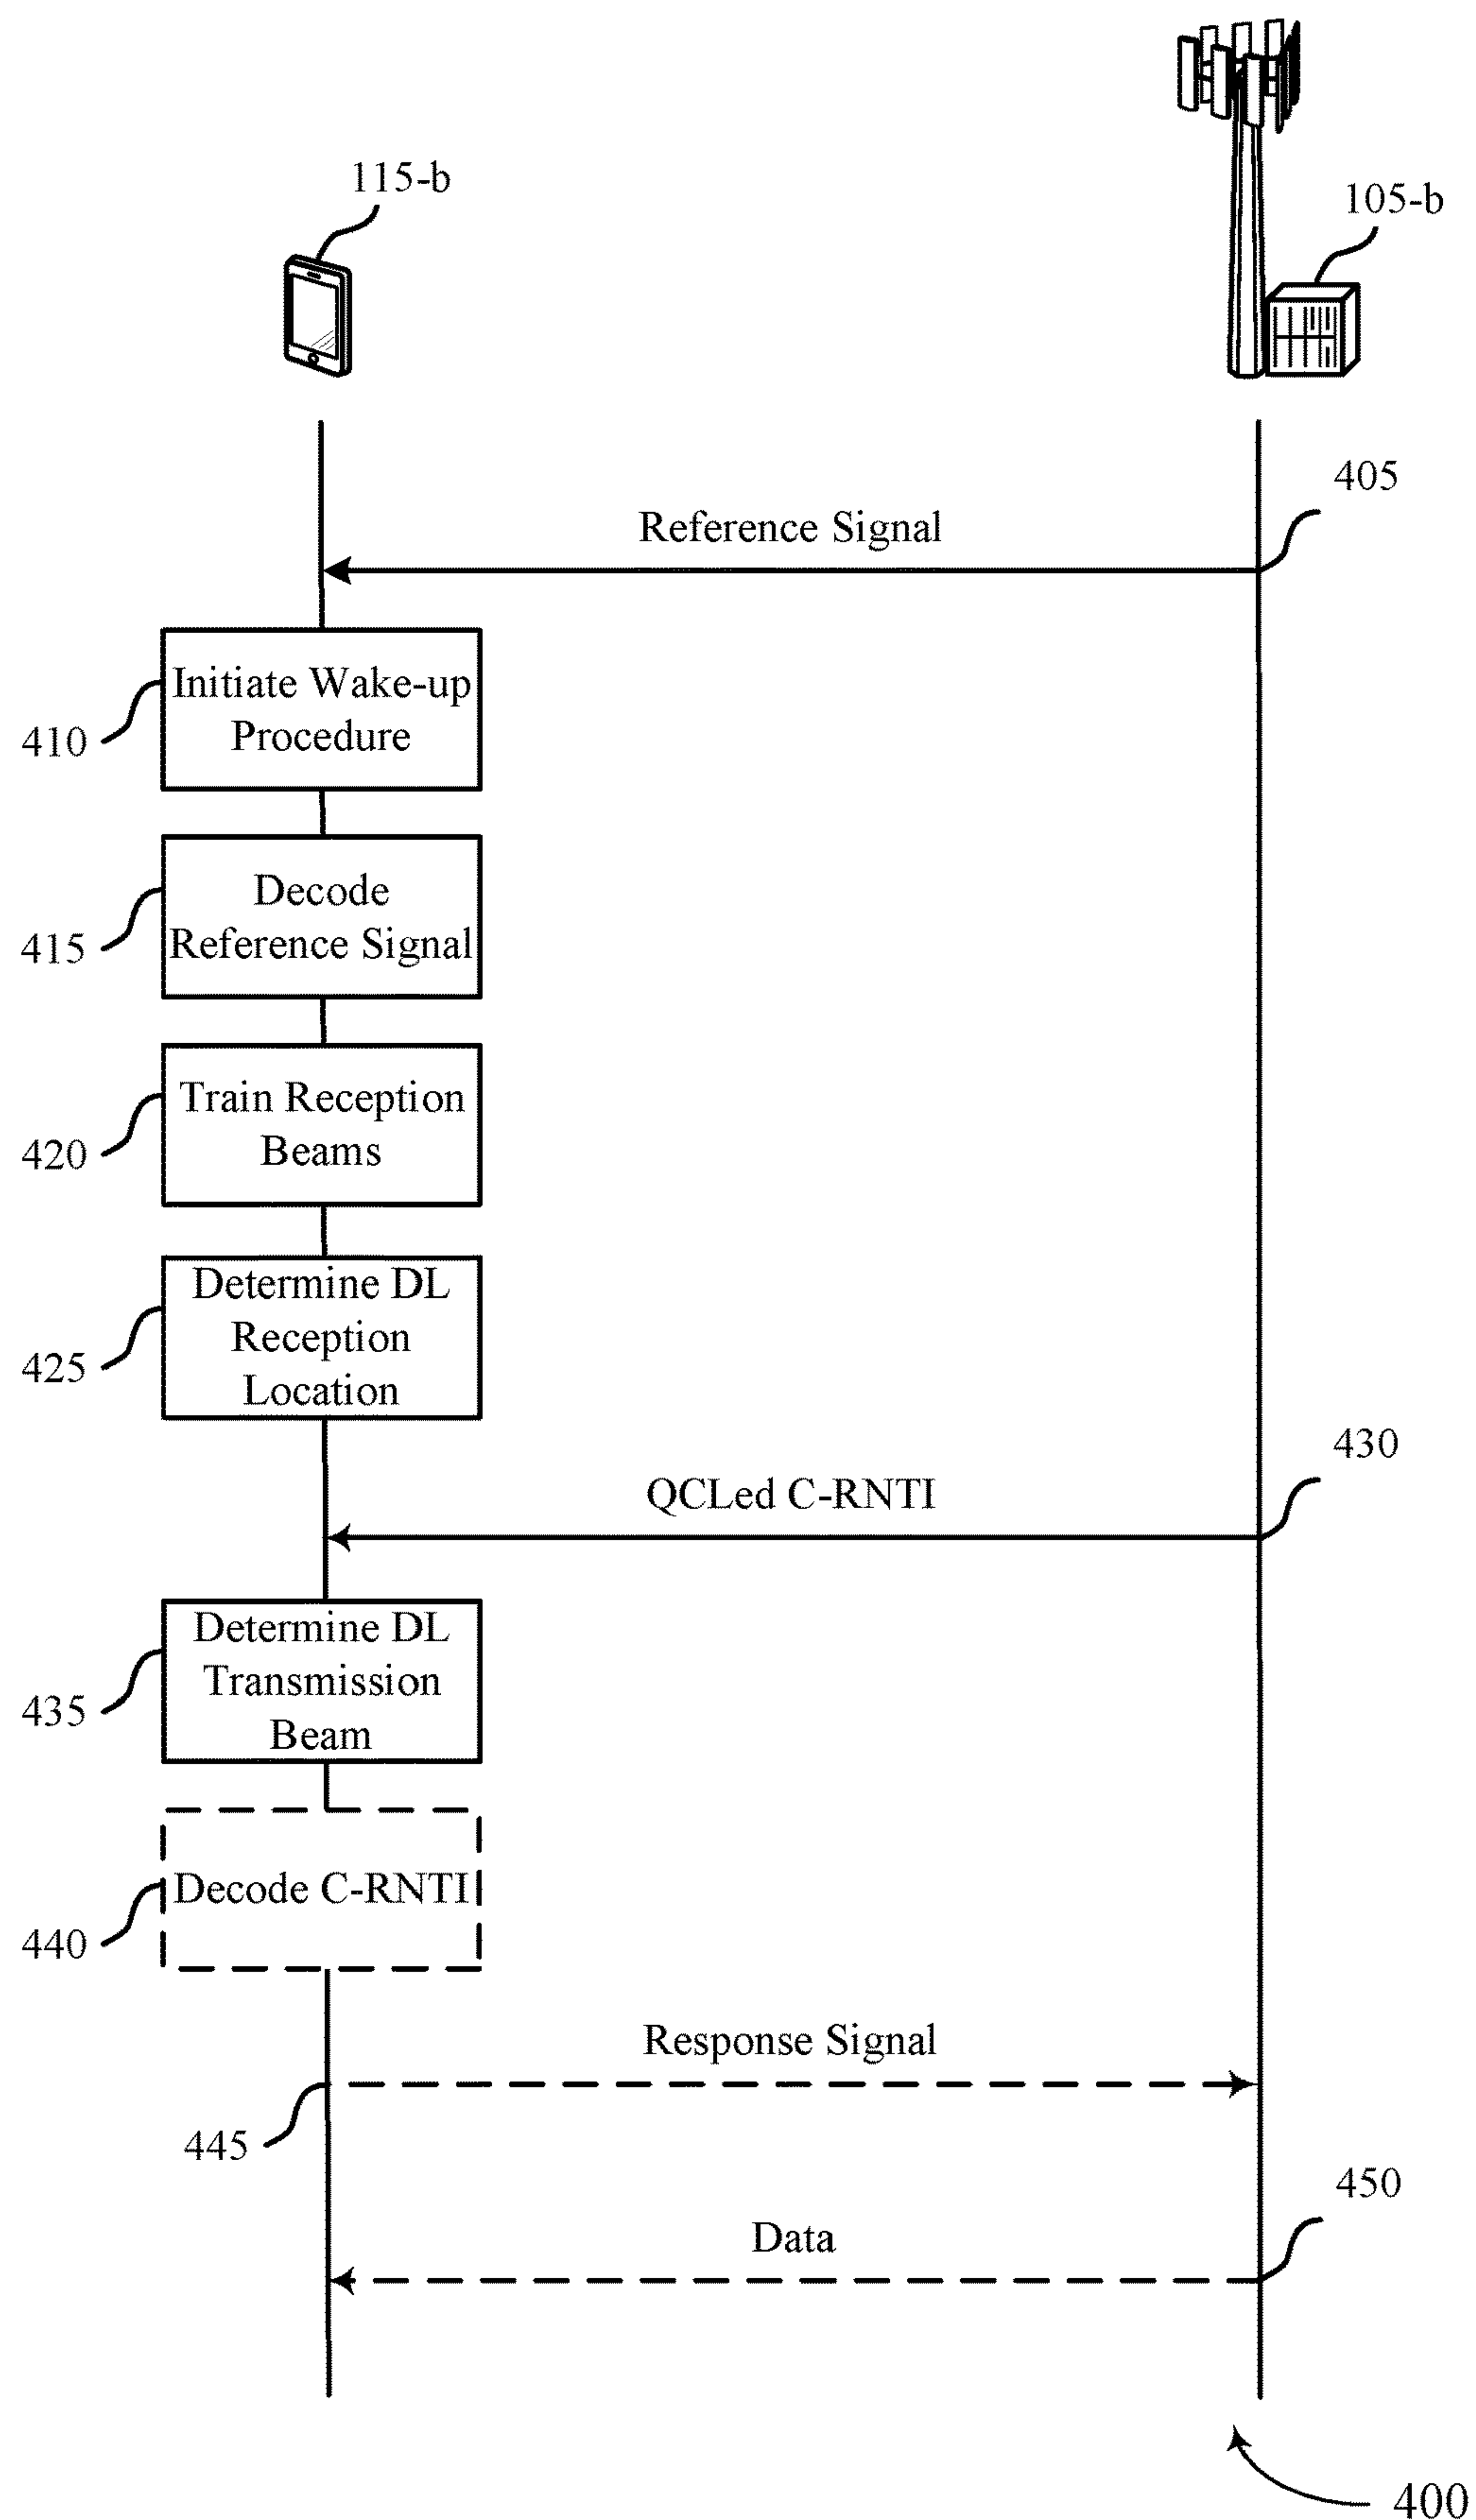 115-b
105-b
405
Reference Signal
Initiate Wake-up
Procedure
410
Decode
Reference Signal
415
Train Reception
Beams
420
Determine DL
Reception
Location
425
430
QCLed C-RNTI
Determine DL
Transmission
Beam
435
Decode C-RNTI
440
Response Signal
445
450
Data
400